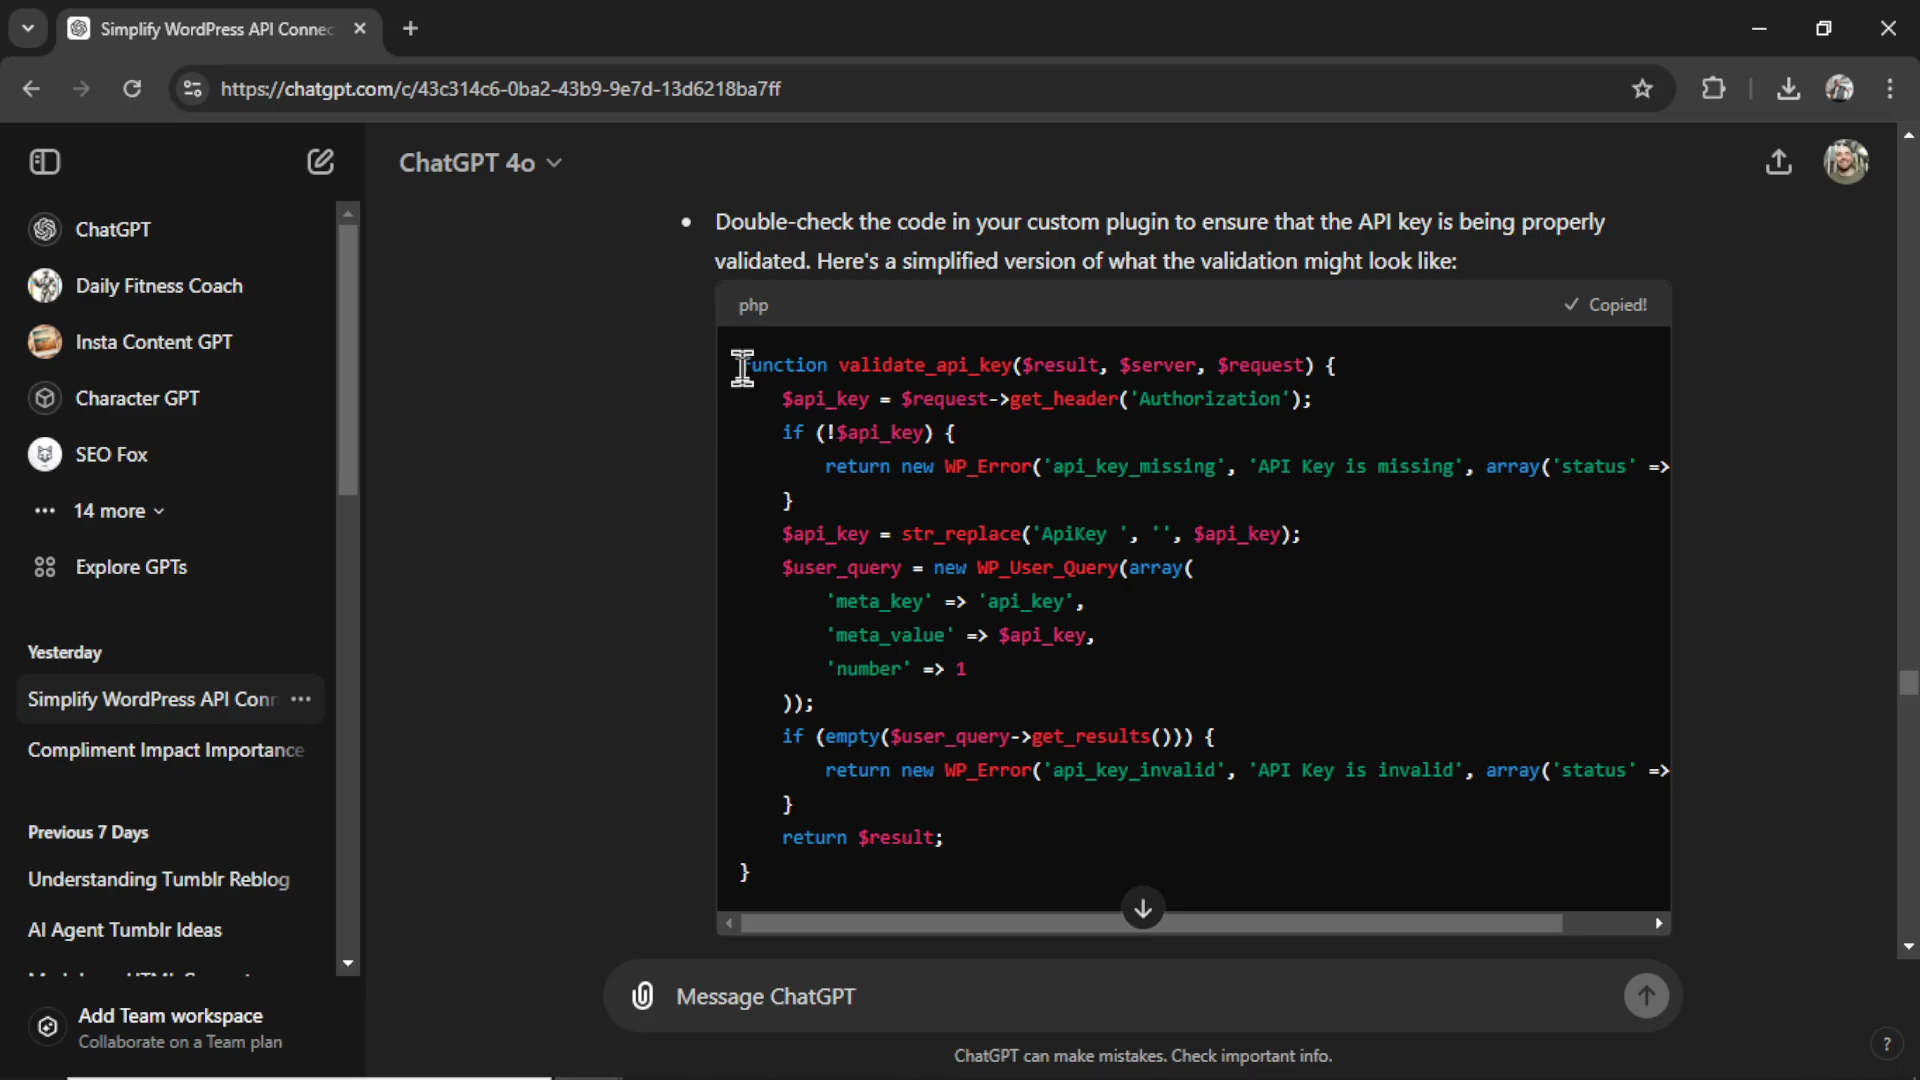 Simplify WordPress API Connec
https://chatgpt.com/c/43c314c6-0ba2-43b9-9e7d-13d6218ba7ff
ChatGPT 4o
ChatGPT
Daily Fitness Coach
Insta Content GPT
Character GPT
SEO Fox
14 more
Explore GPTs
Yesterday
Simplify WordPress API Conn
Compliment Impact Importance
Previous 7 Days
Understanding Tumblr Reblog
AI Agent Tumblr Ideas
Add Team workspace
Collaborate on a Team plan
• Double-check the code in your custom plugin to ensure that the API key is being properly
validated. Here's a simplified version of what the validation might look like:
php
✓ Copied!
function validate_api_key($result, $server, $request) {
$api_key = $request->get_header('Authorization');
if (!$api_key) {
return new WP_Error('api_key_missing', 'API Key is missing', array('status' =>
}
$api_key = str_replace('ApiKey ', '', $api_key);
$user_query = new WP_User_Query(array(
'meta_key' => 'api_key',
'meta_value' => $api_key,
'number' => 1
));
if (empty($user_query->get_results())) {
return new WP_Error('api_key_invalid', 'API Key is invalid', array('status' =>
}
return $result;
}
Message ChatGPT
ChatGPT can make mistakes. Check important info.
?